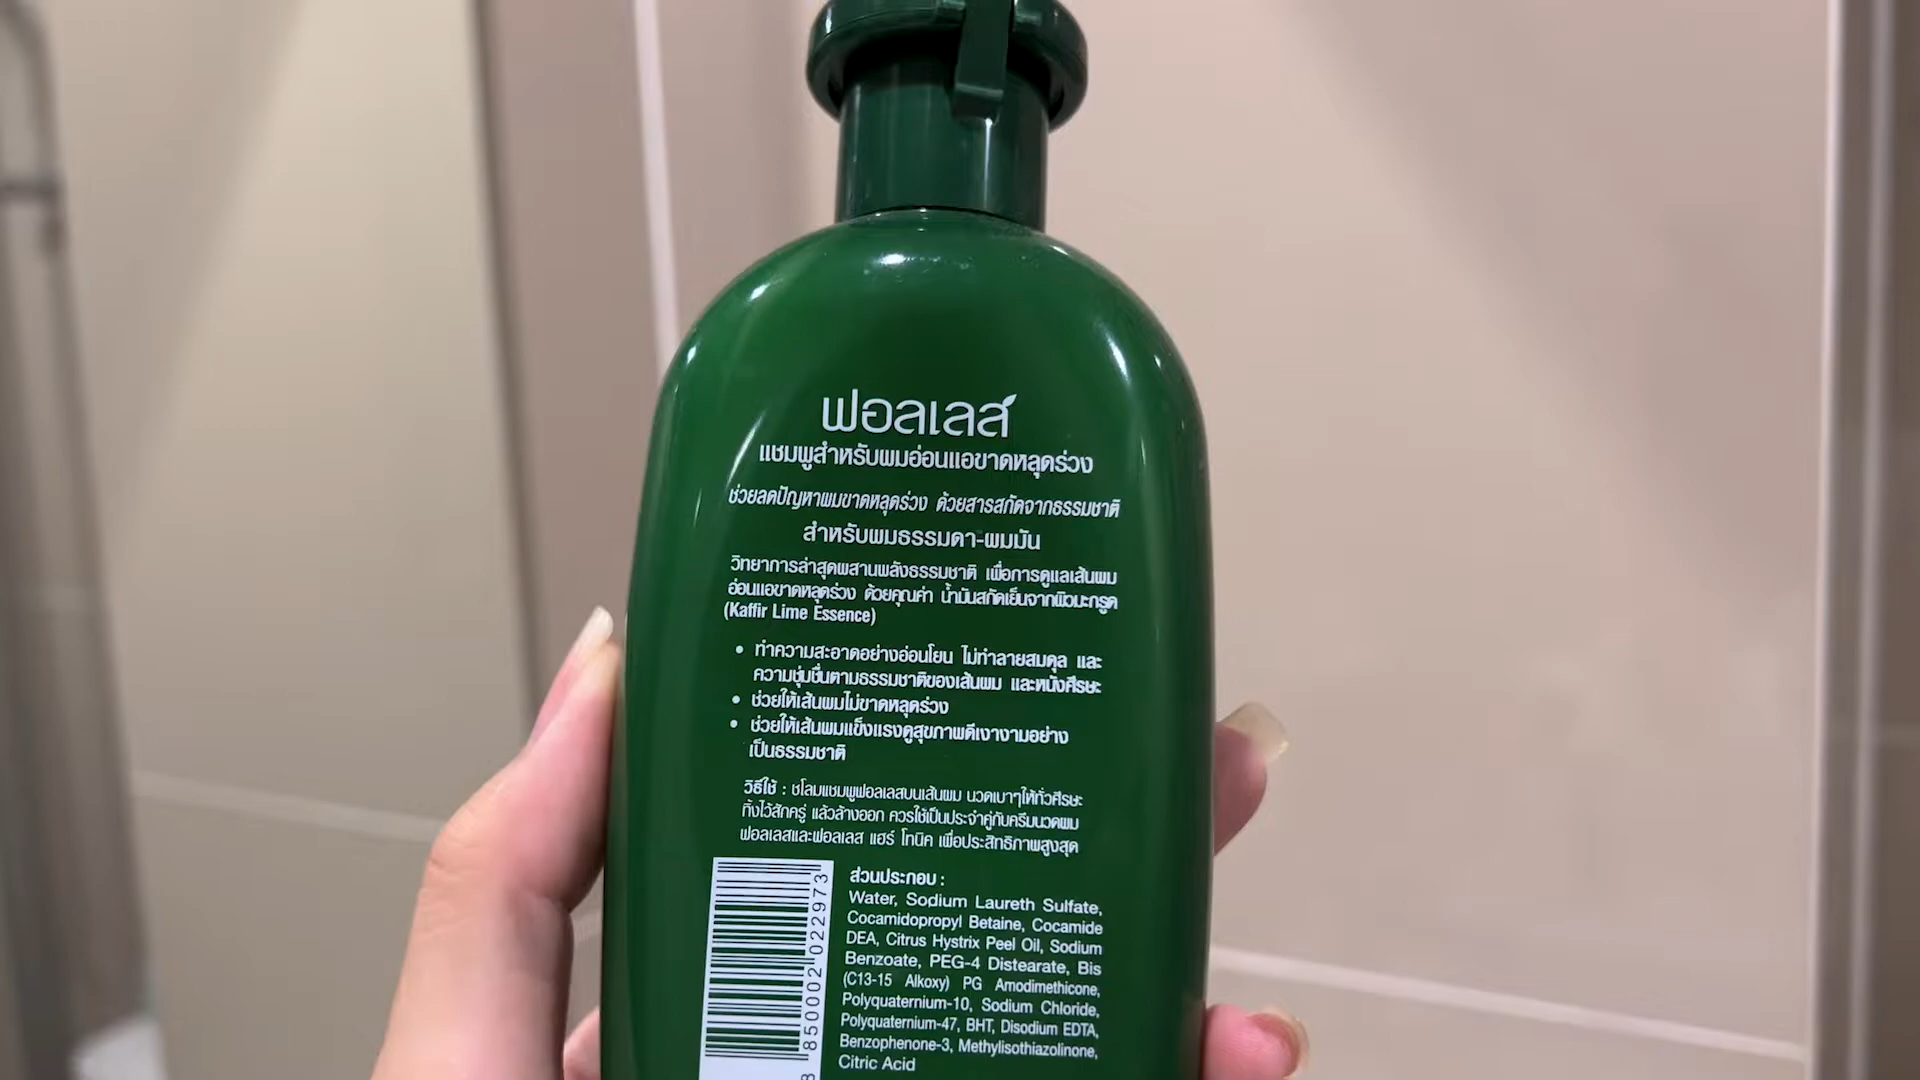 ฟอลเลส
แชมพูสำหรับผมอ่อนแอขาดหลุดร่วง
ช่วยลดปัญหาผมขาดหลุดร่วง ด้วยสารสกัดจากธรรมชาติ
สำหรับผมธรรมดา-ผมมัน
วิทยาการล่าสุดผสานพลังธรรมชาติ เพื่อการดูแลเส้นผม
อ่อนแอขาดหลุดร่วง ด้วยคุณค่า น้ำมันสกัดเย็นจากผิวมะกรูด
(Kaffir Lime Essence)
• ทำความสะอาดอย่างอ่อนโยน ไม่ทำลายสมดุล และ
ความชุ่มชื่นตามธรรมชาติของเส้นผม และหนังศีรษะ
• ช่วยให้เส้นผมไม่ขาดหลุดร่วง
• ช่วยให้เส้นผมแข็งแรงดูสุขภาพดีเงางามอย่าง
เป็นธรรมชาติ
วิธีใช้ : ชโลมแชมพูฟอลเลสบนเส้นผม นวดเบาๆให้ทั่วศีรษะ
ทิ้งไว้สักครู่ แล้วล้างออก ควรใช้เป็นประจำคู่กับครีมนวดผม
ฟอลเลสและฟอลเลส แฮร์ โทนิค เพื่อประสิทธิภาพสูงสุด
8 850002 022973
ส่วนประกอบ :
Water, Sodium Laureth Sulfate,
Cocamidopropyl Betaine, Cocamide
DEA, Citrus Hystrix Peel Oil, Sodium
Benzoate, PEG-4 Distearate, Bis
(C13-15 Alkoxy) PG Amodimethicone,
Polyquaternium-10, Sodium Chloride,
Polyquaternium-47, BHT, Disodium EDTA,
Benzophenone-3, Methylisothiazolinone,
Citric Acid